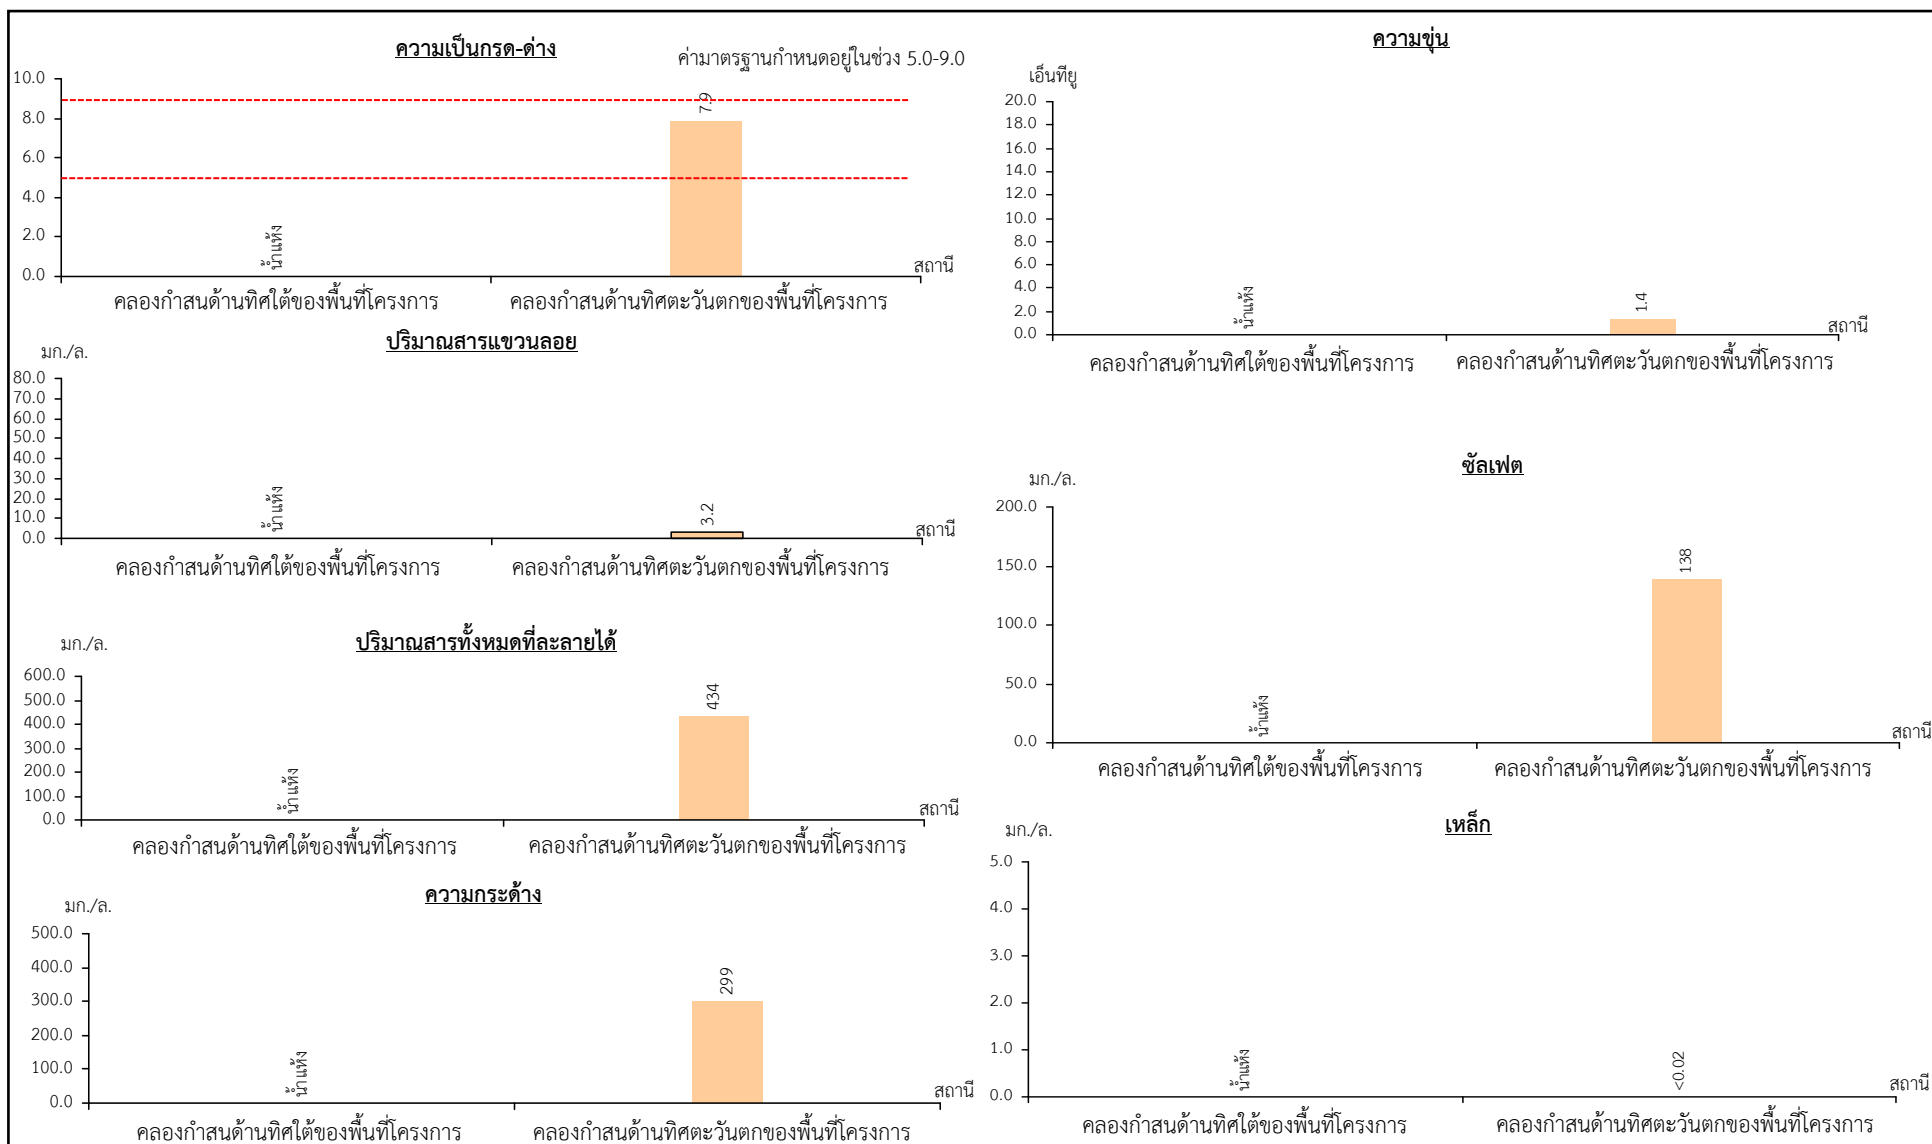 ความเป็นกรด-ด่าง
ค่ามาตรฐานกำหนดอยู่ในช่วง 5.0-9.0
10.0
8.0
6.0
4.0
2.0
0.0
น้ำแห้ง
7.9
สถานี
คลองกำสนด้านทิศใต้ของพื้นที่โครงการ คลองกำสนด้านทิศตะวันตกของพื้นที่โครงการ
ปริมาณสารแขวนลอย
มก./ล.
80.0
70.0
60.0
50.0
40.0
30.0
20.0
10.0
0.0
น้ำแห้ง
3.2
สถานี
คลองกำสนด้านทิศใต้ของพื้นที่โครงการ คลองกำสนด้านทิศตะวันตกของพื้นที่โครงการ
ปริมาณสารทั้งหมดที่ละลายได้
มก./ล.
600.0
500.0
400.0
300.0
200.0
100.0
0.0
น้ำแห้ง
434
สถานี
คลองกำสนด้านทิศใต้ของพื้นที่โครงการ คลองกำสนด้านทิศตะวันตกของพื้นที่โครงการ
ความกระด้าง
มก./ล.
500.0
400.0
300.0
200.0
100.0
0.0
น้ำแห้ง
299
สถานี
คลองกำสนด้านทิศใต้ของพื้นที่โครงการ คลองกำสนด้านทิศตะวันตกของพื้นที่โครงการ
ความขุ่น
เอ็นทียู
20.0
18.0
16.0
14.0
12.0
10.0
8.0
6.0
4.0
2.0
0.0
น้ำแห้ง
1.4
สถานี
คลองกำสนด้านทิศใต้ของพื้นที่โครงการ คลองกำสนด้านทิศตะวันตกของพื้นที่โครงการ
ซัลเฟต
มก./ล.
200.0
150.0
100.0
50.0
0.0
น้ำแห้ง
138
สถานี
คลองกำสนด้านทิศใต้ของพื้นที่โครงการ คลองกำสนด้านทิศตะวันตกของพื้นที่โครงการ
เหล็ก
มก./ล.
5.0
4.0
3.0
2.0
1.0
0.0
น้ำแห้ง
<0.02
สถานี
คลองกำสนด้านทิศใต้ของพื้นที่โครงการ คลองกำสนด้านทิศตะวันตกของพื้นที่โครงการ